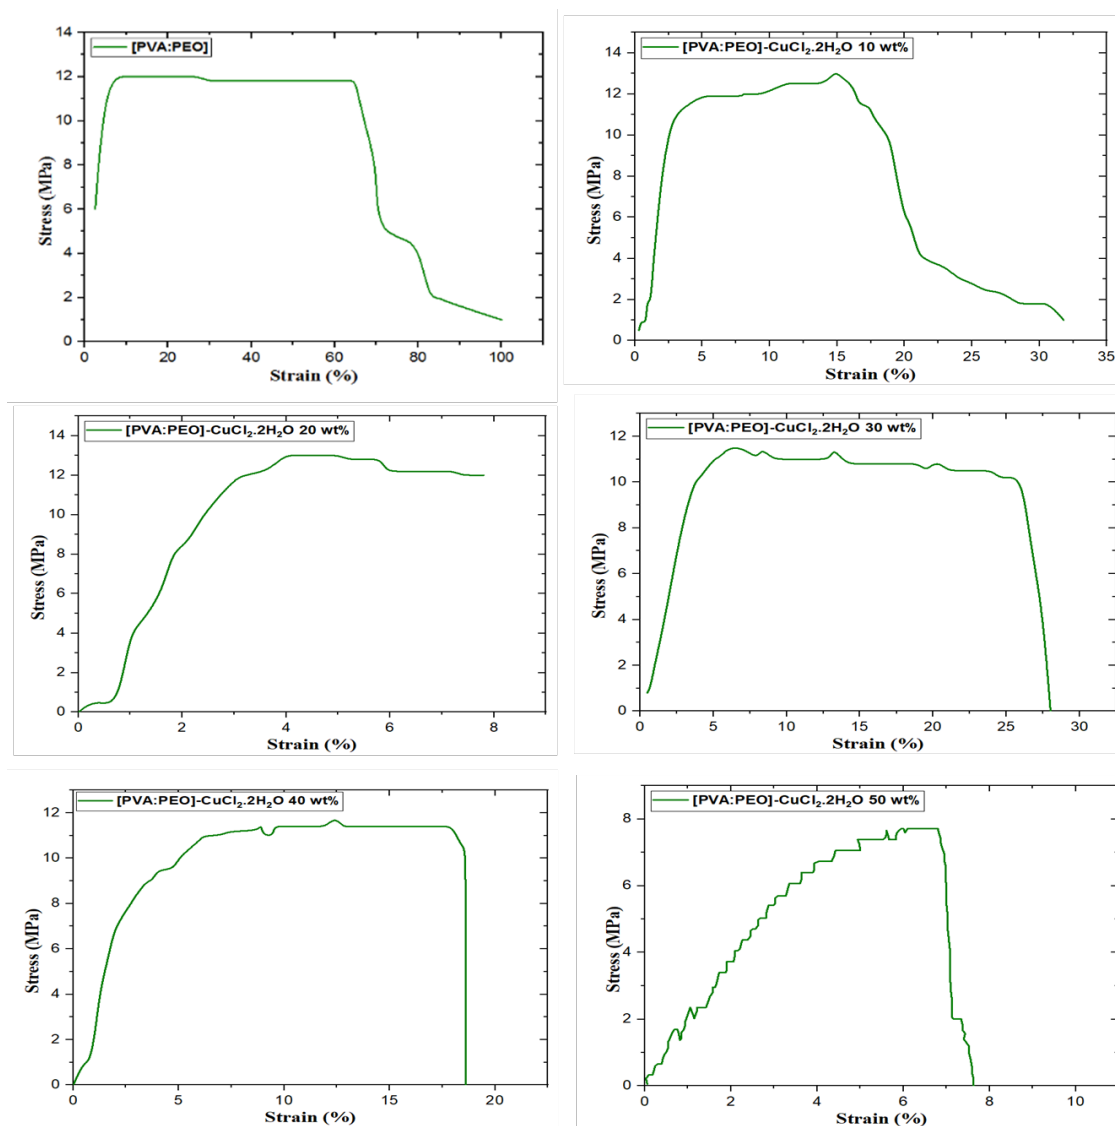 [PVA:PEO]
Stress (MPa)
14
12
10
8
6
4
2
0
0 20 40 60 80 100
Strain (%)
[PVA:PEO]-CuCl₂.2H₂O 10 wt%
Stress (MPa)
14
12
10
8
6
4
2
0
0 5 10 15 20 25 30 35
Strain (%)
[PVA:PEO]-CuCl₂.2H₂O 20 wt%
Stress (MPa)
14
12
10
8
6
4
2
0
0 2 4 6 8
Strain (%)
[PVA:PEO]-CuCl₂.2H₂O 30 wt%
Stress (MPa)
12
10
8
6
4
2
0
0 5 10 15 20 25 30
Strain (%)
[PVA:PEO]-CuCl₂.2H₂O 40 wt%
Stress (MPa)
12
10
8
6
4
2
0
0 5 10 15 20
Strain (%)
[PVA:PEO]-CuCl₂.2H₂O 50 wt%
Stress (MPa)
8
6
4
2
0
0 2 4 6 8 10
Strain (%)